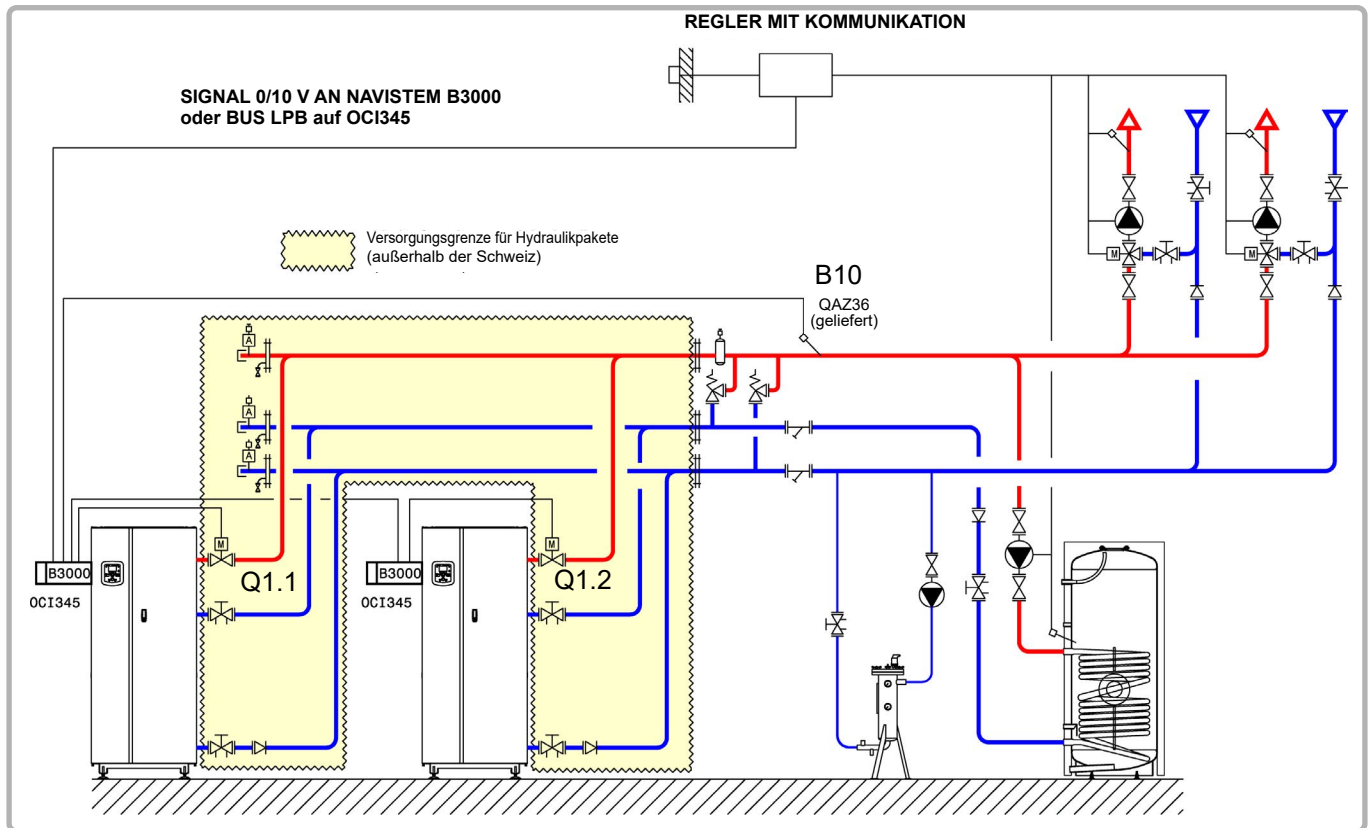 REGLER MIT KOMMUNIKATION
SIGNAL 0/10 V AN NAVISTEM B3000
oder BUS LPB auf OCI345
Versorgungsgrenze für Hydraulikpakete
(außerhalb der Schweiz)
B10
QAZ36
(geliefert)
A
A
A
M
M
M
M
B3000
OCI345
Q1.1
B3000
OCI345
Q1.2